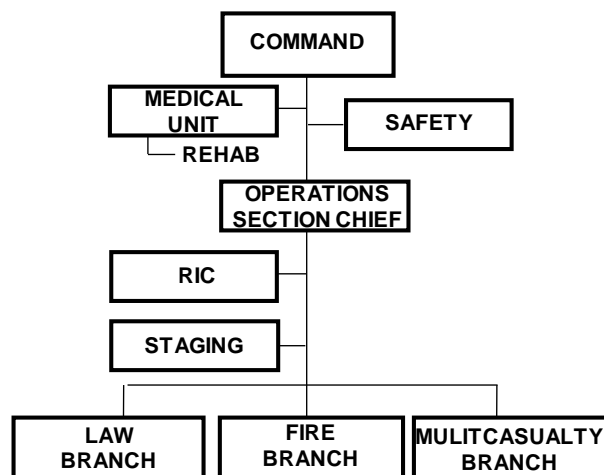 COMMAND
MEDICAL
UNIT
SAFETY
REHAB
OPERATIONS
SECTION CHIEF
RIC
STAGING
LAW
BRANCH
FIRE
BRANCH
MULITCASUALTY
BRANCH